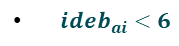 • ideb_ai < 6